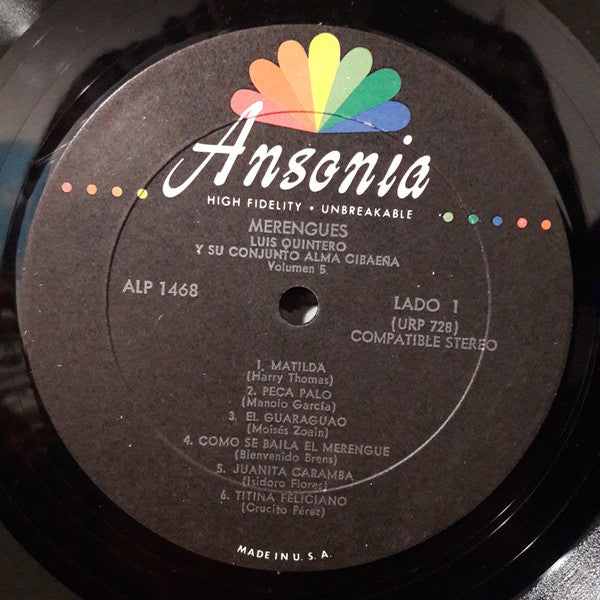 Ansonia
HIGH FIDELITY • UNBREAKABLE
MERENGUES
LUIS QUINTERO
Y SU CONJUNTO ALMA CIBAEÑA
Volumen 5
ALP 1468
LADO 1
(URP 728)
COMPATIBLE STEREO
1. MATILDA
(Harry Thomas)
2. PECA PALO
(Manolo García)
3. EL GUARAGUAO
(Moisés Zoain)
4. COMO SE BAILA EL MERENGUE
(Bienvenido Brens)
5. JUANITA CARAMBA
(Isidoro Flores)
6. TITINA FELICIANO
(Crucito Pérez)
MADE IN U. S. A.